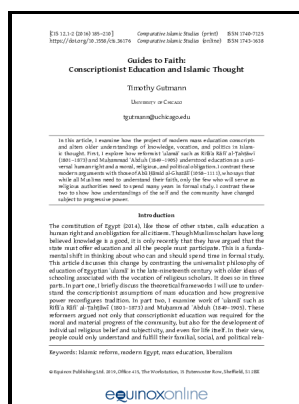 [CIS 12.1–2 (2016) 185–210]   Comparative Islamic Studies (print)   ISSN 1740-7125
https://doi.org/10.1558/cis.36176   Comparative Islamic Studies (online)   ISSN 1743-1638
Guides to Faith:
Conscriptionist Education and Islamic Thought
Timothy Gutmann
University of Chicago
tgutmann@uchicago.edu
In this article, I examine how the project of modern mass education conscripts
and alters older understandings of knowledge, vocation, and politics in Islam-
ic thought. First, I explore how reformist ʿulamāʾ such as Rifāʿa Rāfiʿ al-Ṭahṭāwī
(1801–1873) and Muḥammad ʿAbduh (1849–1905) understood education as a uni-
versal human right and a moral, religious, and political obligation. I contrast these
modern arguments with those of Abū Ḥāmid al-Ghazālī (1058–1111), who says that
while all Muslims need to understand their faith, only the few who will serve as
religious authorities need to spend many years in formal study. I contrast these
two to show how understandings of the self and the community have changed
subject to progressive power.
Introduction
The constitution of Egypt (2014), like those of other states, calls education a
human right and an obligation for all citizens. Though Muslim scholars have long
believed knowledge is a good, it is only recently that they have argued that the
state must offer education and all the people must participate. This is a funda-
mental shift in thinking about who can and should spend time in formal study.
This article discusses this change by contrasting the universalist philosophy of
education of Egyptian ʿulamāʾ in the late-nineteenth century with older ideas of
schooling associated with the vocation of religious scholars. It does so in three
parts. In part one, I briefly discuss the theoretical frameworks I will use to under-
stand the conscriptionist assumptions of mass education and how progressive
power reconfigures tradition. In part two, I examine work of ʿulamāʾ such as
Rifāʿa Rāfiʿ al-Ṭahṭāwī (1801–1873) and Muḥammad ʿAbduh (1849–1905). These
reformers argued not only that conscriptionist education was required for the
moral and material progress of the community, but also for the development of
individual religious belief and subjectivity, and even for life itself. In their view,
people could only understand and fulfill their familial, social, and political rela-
Keywords: Islamic reform, modern Egypt, mass education, liberalism
© Equinox Publishing Ltd. 2019, Office 415, The Workstation, 15 Paternoster Row, Sheffield, S1 2BX
equinoxonline